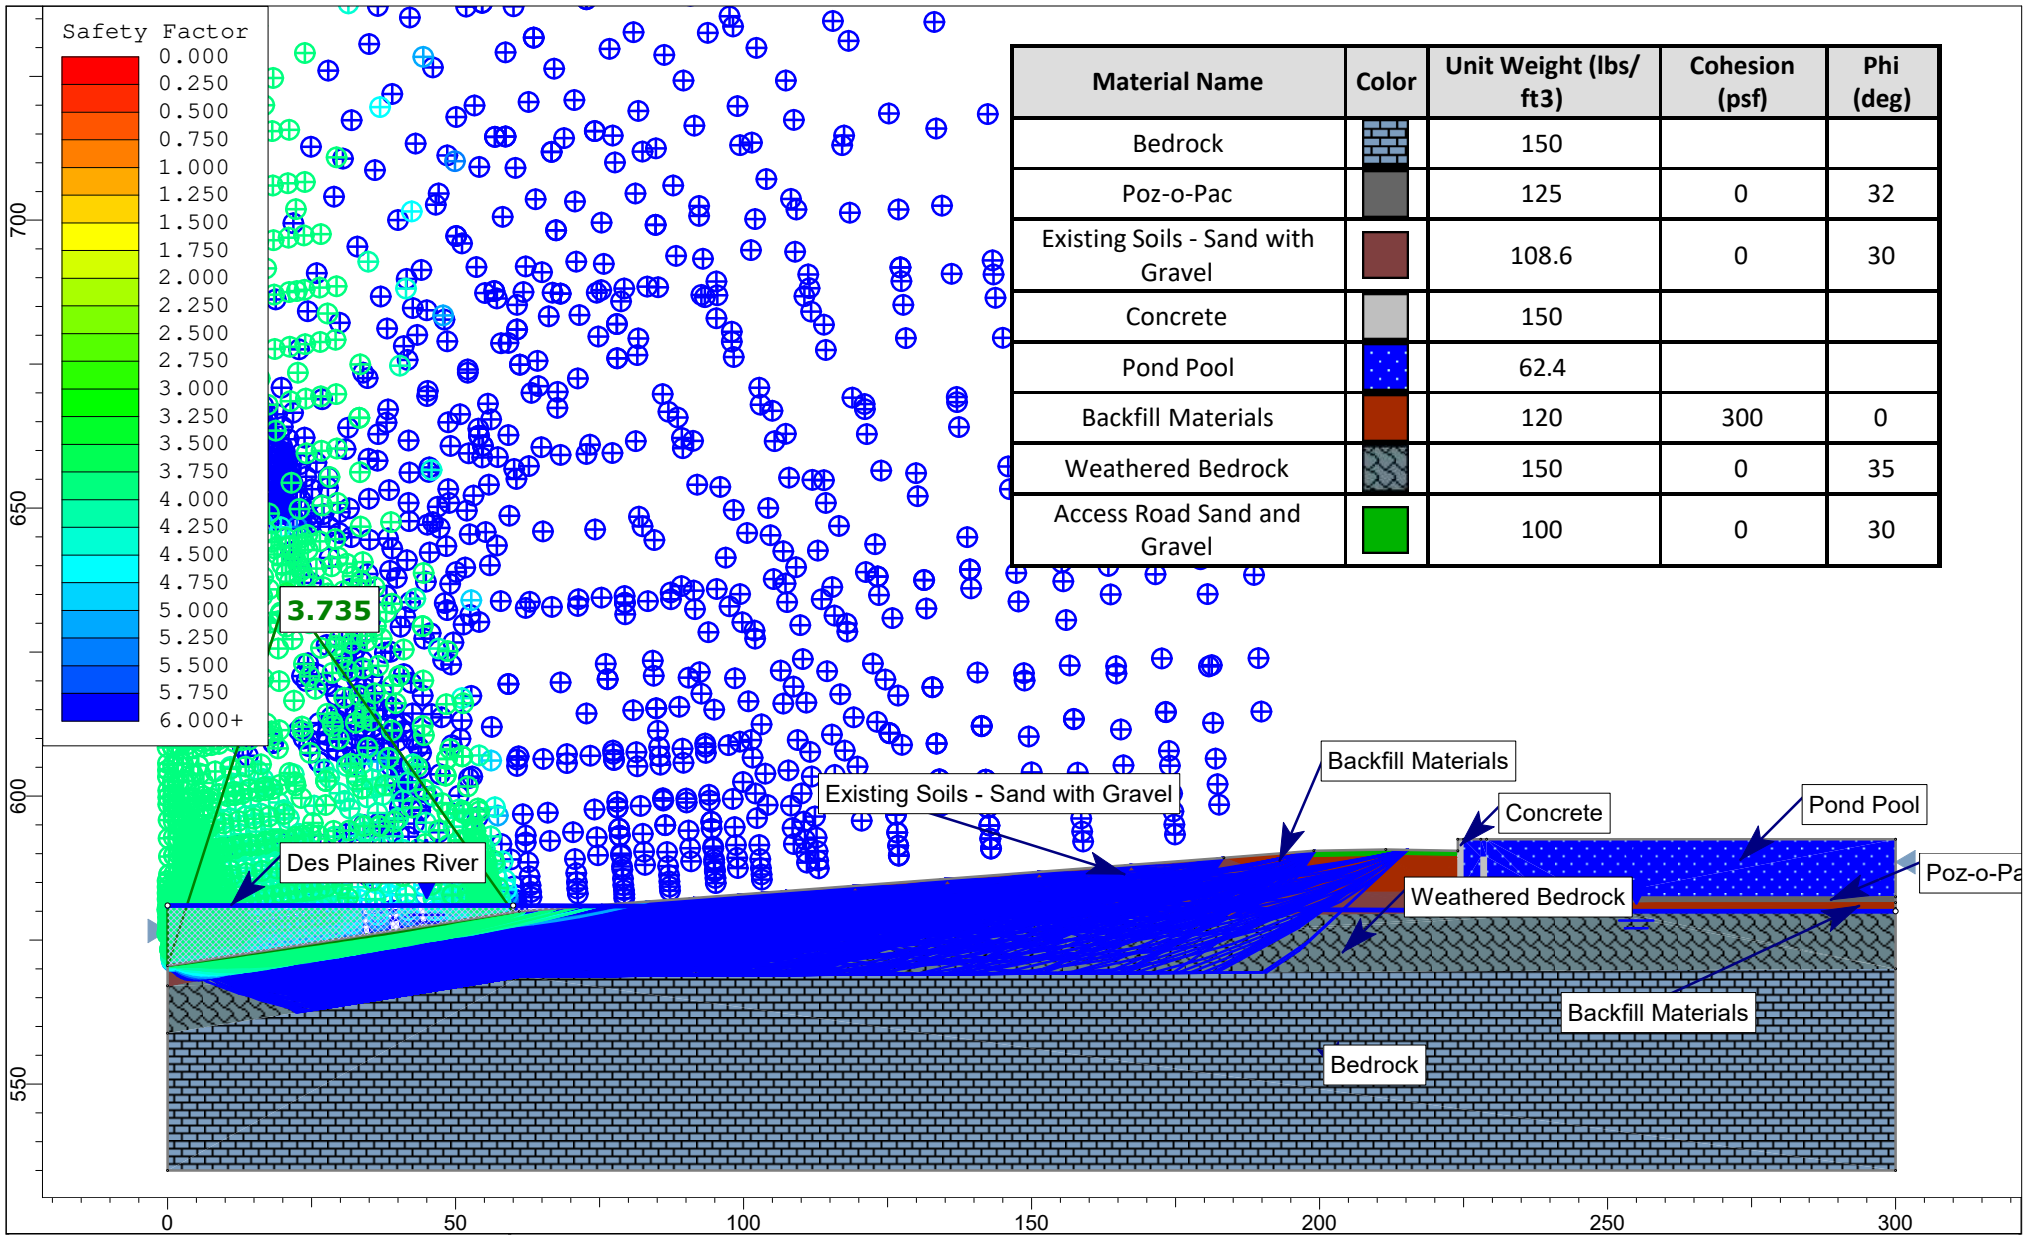 Safety Factor
0.000
0.250
0.500
0.750
1.000
1.250
1.500
1.750
2.000
2.250
2.500
2.750
3.000
3.250
3.500
3.750
4.000
4.250
4.500
4.750
5.000
5.250
5.500
5.750
6.000+
Material Name Color Unit Weight (lbs/ft3) Cohesion (psf) Phi (deg)
Bedrock 150
Poz-o-Pac 125 0 32
Existing Soils - Sand with Gravel 108.6 0 30
Concrete 150
Pond Pool 62.4
Backfill Materials 120 300 0
Weathered Bedrock 150 0 35
Access Road Sand and Gravel 100 0 30
3.735
Backfill Materials
Existing Soils - Sand with Gravel
Concrete
Pond Pool
Des Plaines River
Poz-o-Pa
Weathered Bedrock
Backfill Materials
Bedrock
700
650
600
550
0 50 100 150 200 250 300